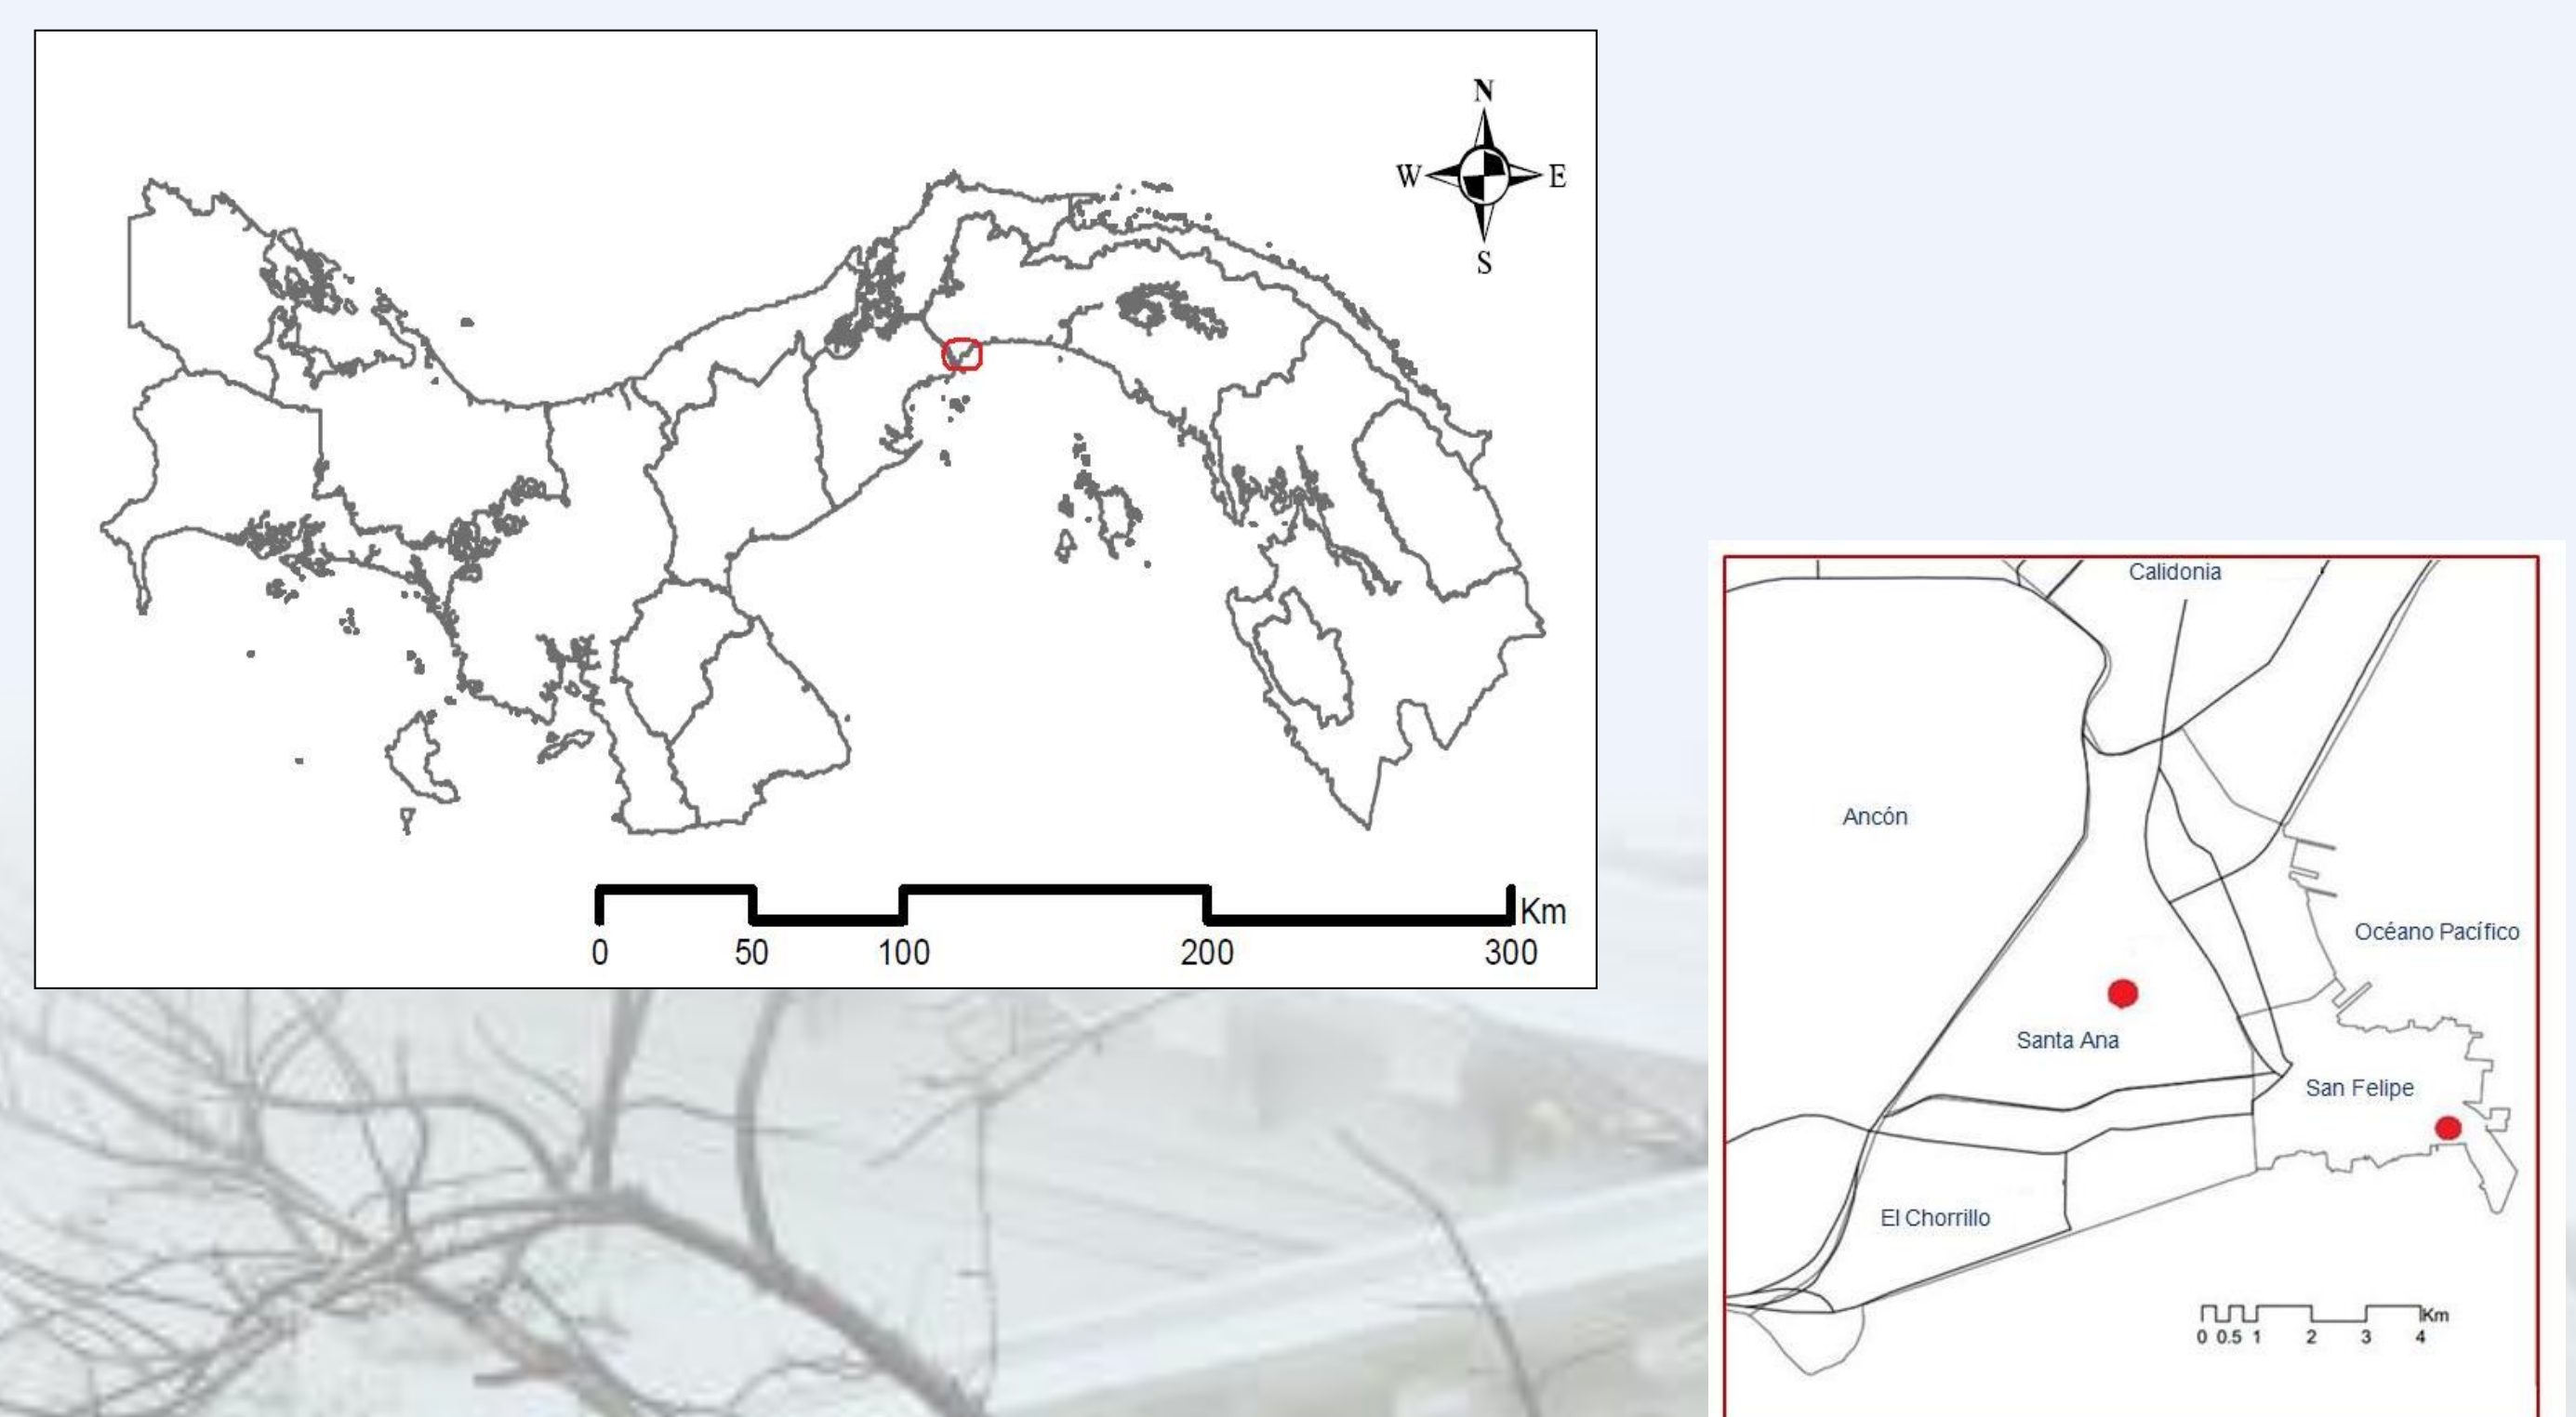 N
W E
S
Km
0 50 100 200 300
Calidonia
Ancón
Océano Pacífico
Santa Ana
San Felipe
El Chorrillo
Km
0 0.5 1 2 3 4